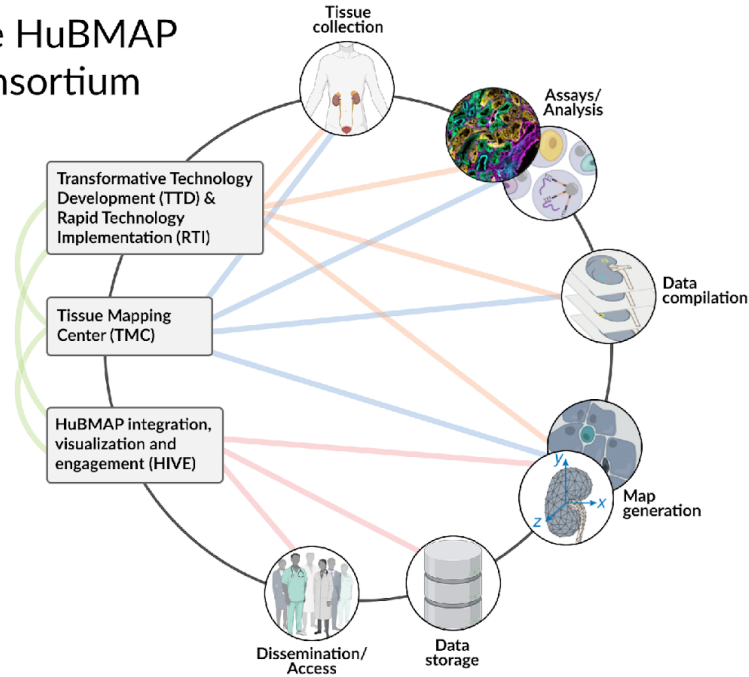 e HuBMAP
nsortium
Tissue
collection
Assays/
Analysis
Transformative Technology
Development (TTD) &
Rapid Technology
Implementation (RTI)
Data
compilation
Tissue Mapping
Center (TMC)
HuBMAP integration,
visualization and
engagement (HIVE)
y
x
z
Map
generation
Dissemination/
Access
Data
storage